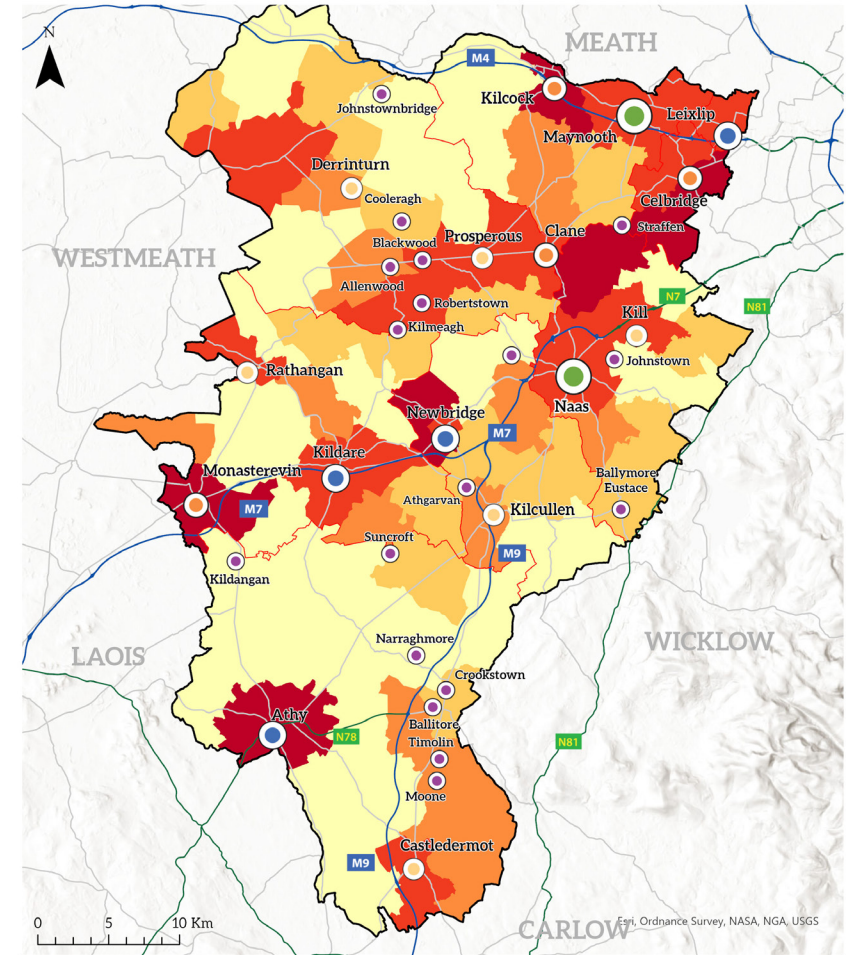 N
MEATH
M4
Kilcock
Johnstownbridge
Maynooth
Leixlip
Derrinturn
Cooleragh
Celbridge
Straffen
Blackwood
Prosperous
Clane
WESTMEATH
Allenwood
N7
N81
Robertstown
Kill
Kilmeagh
Johnstown
Rathangan
Naas
Newbridge
M7
Kildare
Monasterevin
Ballymore
Eustace
Athgarvan
M7
Kilcullen
Suncroft
M9
Kildangan
Narraghmore
WICKLOW
LAOIS
Crookstown
Athy
Ballitore
N78
Timolin
N81
Moone
Castledermot
M9
0 5 10 Km
Esri, Ordnance Survey, NASA, NGA, USGS
CARLOW